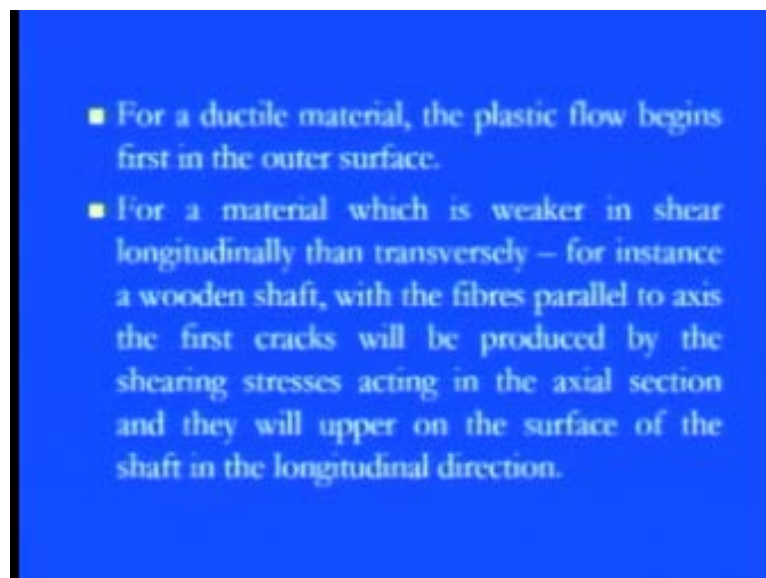 For a ductile material, the plastic flow begins
first in the outer surface.
For a material which is weaker in shear
longitudinally than transversely – for instance
a wooden shaft, with the fibres parallel to axis
the first cracks will be produced by the
shearing stresses acting in the axial section
and they will upper on the surface of the
shaft in the longitudinal direction.